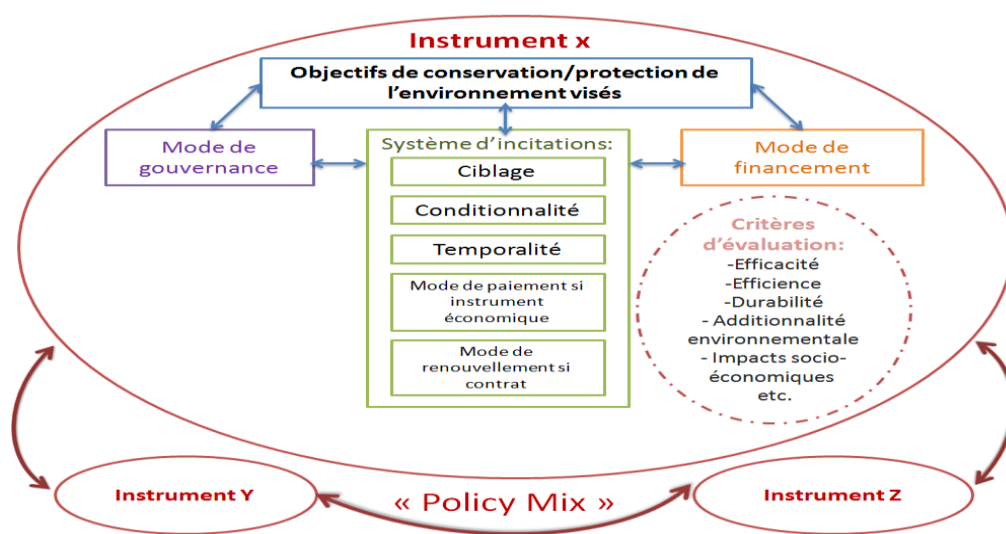 Instrument x
Objectifs de conservation/protection de
l'environnement visés
Mode de
gouvernance
Système d'incitations:
Ciblage
Conditionnalité
Temporalité
Mode de paiement si
instrument
économique
Mode de
renouvellement si
contrat
Mode de
financement
Critères
d'évaluation:
-Efficacité
-Efficience
-Durabilité
- Additionnalité
environnementale
- Impacts socio-
économiques
etc.
Instrument Y
« Policy Mix »
Instrument Z